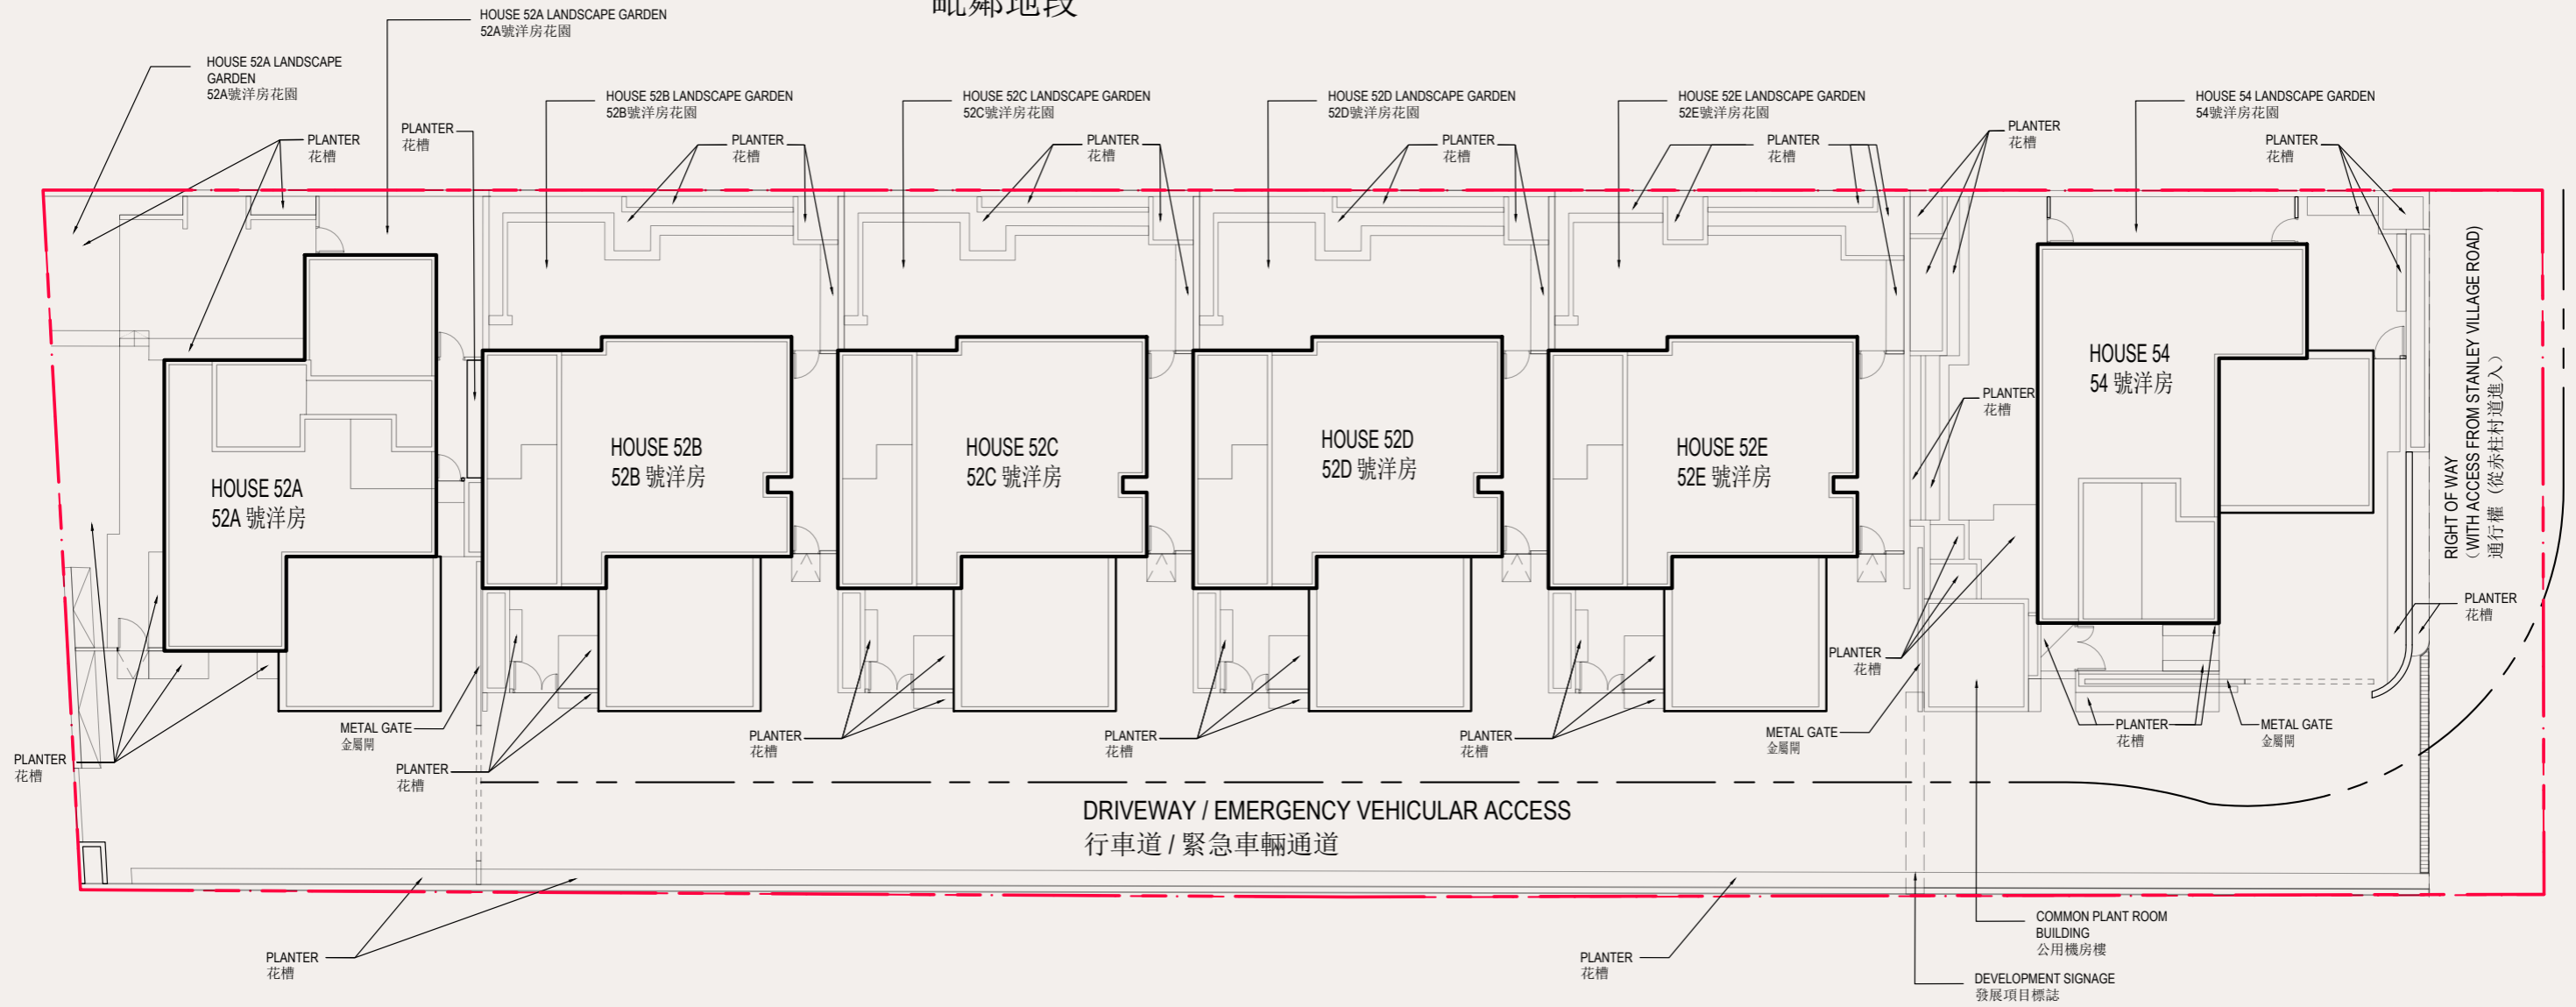 毗鄰地段
HOUSE 52A LANDSCAPE GARDEN
52A號洋房花園
HOUSE 52A LANDSCAPE
GARDEN
52A號洋房花園
HOUSE 52B LANDSCAPE GARDEN
52B號洋房花園
HOUSE 52C LANDSCAPE GARDEN
52C號洋房花園
HOUSE 52D LANDSCAPE GARDEN
52D號洋房花園
HOUSE 52E LANDSCAPE GARDEN
52E號洋房花園
HOUSE 54 LANDSCAPE GARDEN
54號洋房花園
PLANTER
花槽
PLANTER
花槽
PLANTER
花槽
PLANTER
花槽
PLANTER
花槽
PLANTER
花槽
PLANTER
花槽
PLANTER
花槽
HOUSE 52A
52A 號洋房
HOUSE 52B
52B 號洋房
HOUSE 52C
52C 號洋房
HOUSE 52D
52D 號洋房
HOUSE 52E
52E 號洋房
PLANTER
花槽
HOUSE 54
54 號洋房
RIGHT OF WAY
(WITH ACCESS FROM STANLEY VILLAGE ROAD)
通行權（從赤柱村道進入）
PLANTER
花槽
PLANTER
花槽
PLANTER
花槽
METAL GATE
金屬閘
PLANTER
花槽
PLANTER
花槽
PLANTER
花槽
PLANTER
花槽
METAL GATE
金屬閘
PLANTER
花槽
METAL GATE
金屬閘
DRIVEWAY / EMERGENCY VEHICULAR ACCESS
行車道 / 緊急車輛通道
PLANTER
花槽
PLANTER
花槽
COMMON PLANT ROOM
BUILDING
公用機房樓
DEVELOPMENT SIGNAGE
發展項目標誌